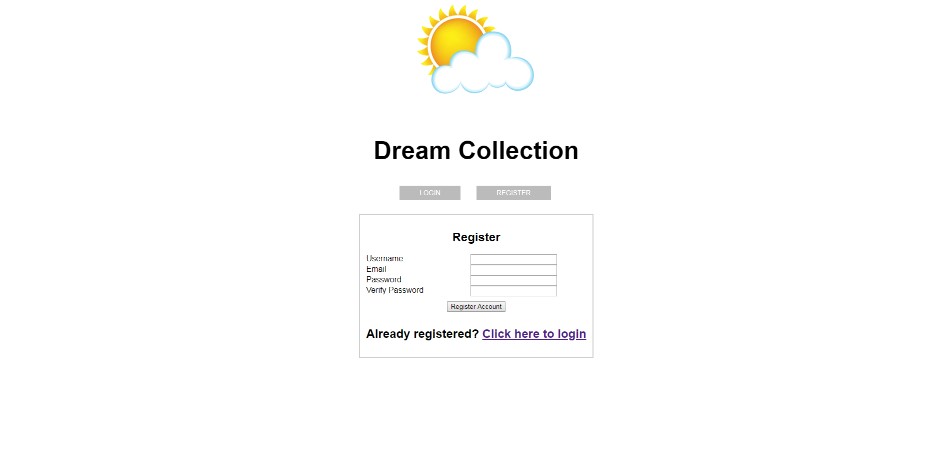 Dream Collection
LOGIN REGISTER
Register
Username
Email
Password
Verify Password
Register Account
Already registered? Click here to login